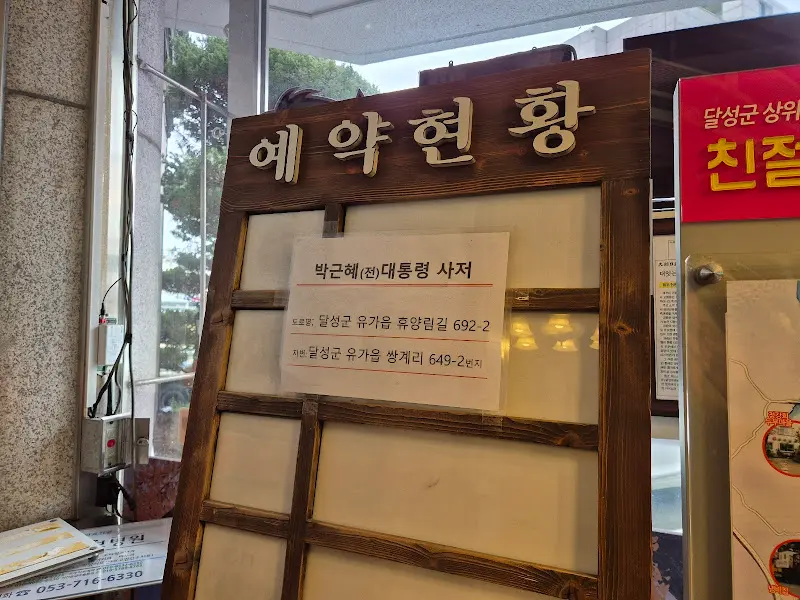 예약현황
박근혜(전)대통령 사저
도로명: 달성군 유가읍 휴양림길 692-2
지번: 달성군 유가읍 쌍계리 649-2번지
달성군 상위
친절
053-716-6330